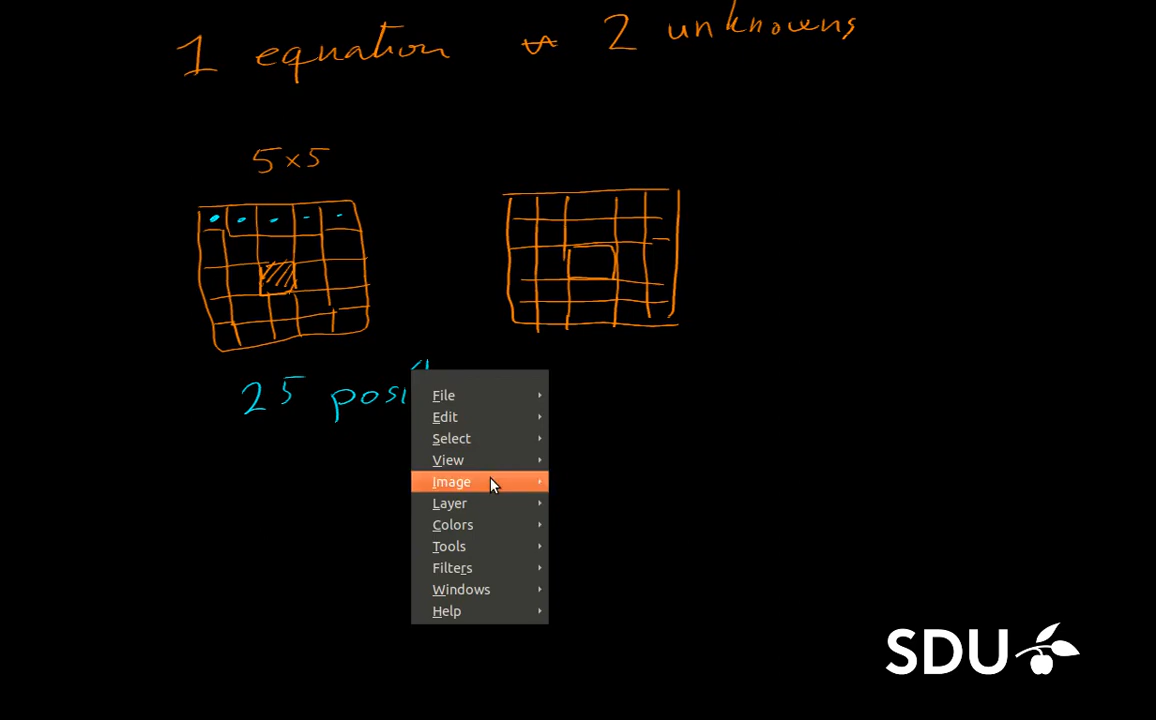 1 equation 2 unknowns
5×5
25 posi
File
Edit
Select
View
Image
Layer
Colors
Tools
Filters
Windows
Help
SDU